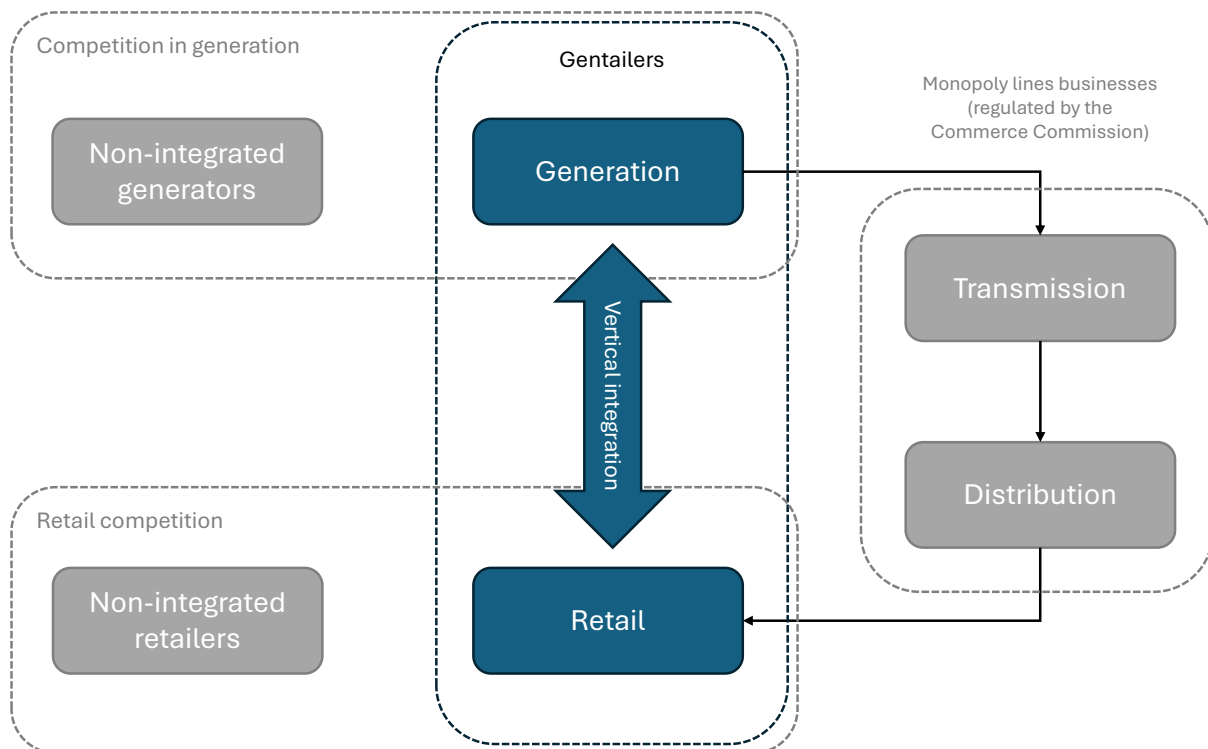 Competition in generation
Gentailers
Monopoly lines businesses
(regulated by the
Commerce Commission)
Non-integrated
generators
Generation
Transmission
Vertical integration
Distribution
Retail competition
Non-integrated
retailers
Retail